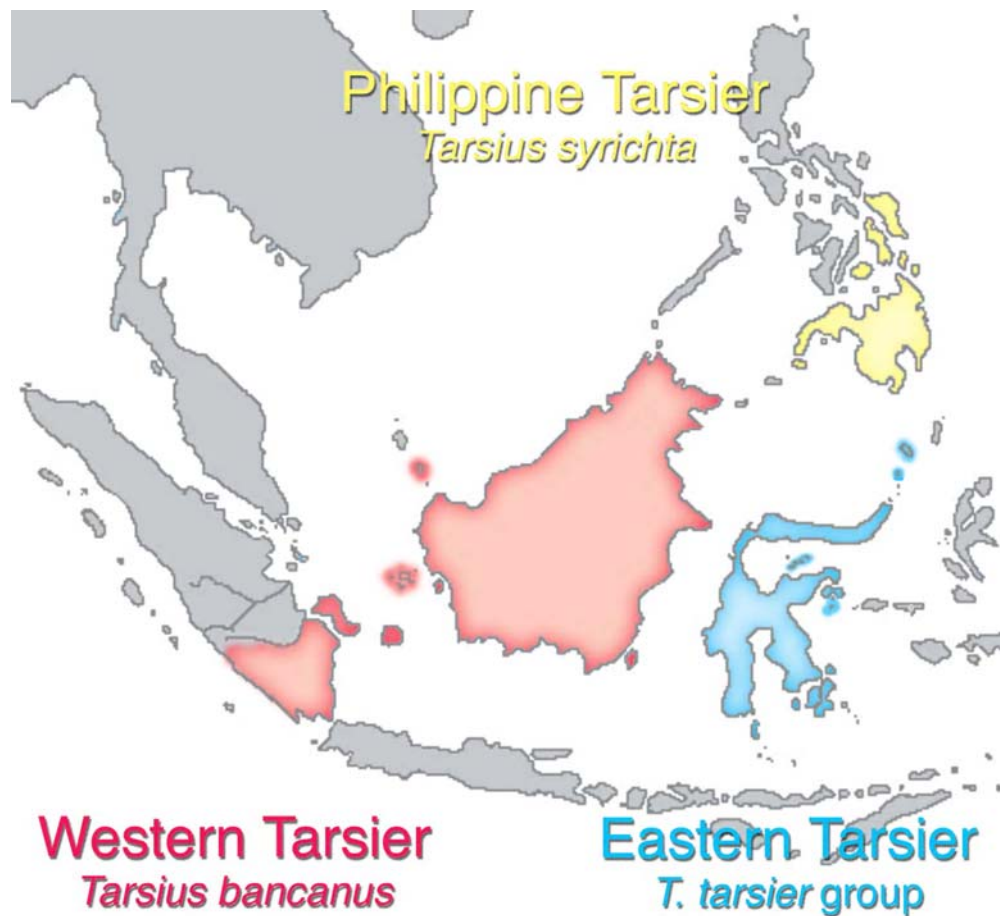 Philippine Tarsier
Tarsius syrichta
Western Tarsier
Tarsius bancanus
Eastern Tarsier
T. tarsier group